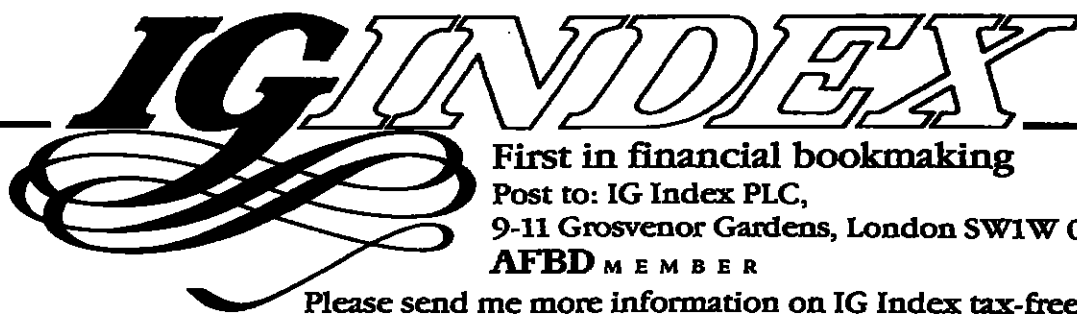 IG INDEX
First in financial bookmaking
Post to: IG Index PLC,
9-11 Grosvenor Gardens, London SW1W
AFBD MEMBER
Please send me more information on IG Index tax-free